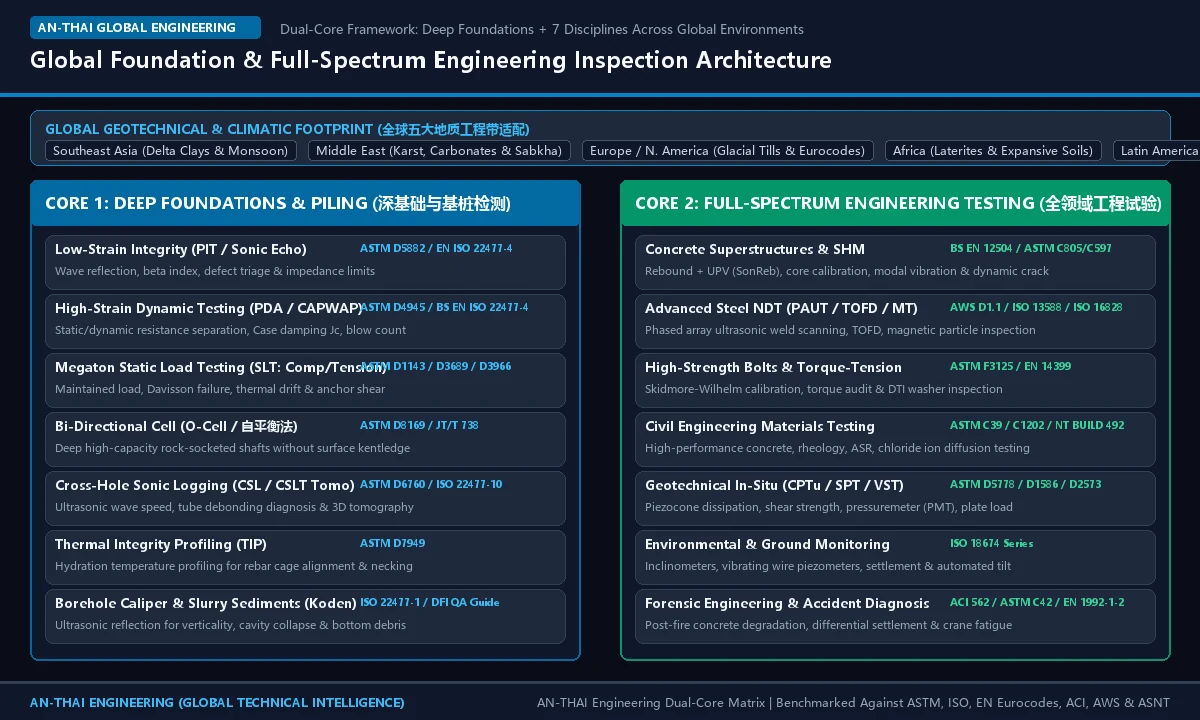 AN-THAI GLOBAL ENGINEERING
Dual-Core Framework: Deep Foundations + 7 Disciplines Across Global Environments
Global Foundation & Full-Spectrum Engineering Inspection Architecture
GLOBAL GEOTECHNICAL & CLIMATIC FOOTPRINT (全球五大地质工程带适配)
Southeast Asia (Delta Clays & Monsoon)
Middle East (Karst, Carbonates & Sabkha)
Europe / N. America (Glacial Tills & Eurocodes)
Africa (Laterites & Expansive Soils)
Latin America
CORE 1: DEEP FOUNDATIONS & PILING (深基础与基桩检测)
Low-Strain Integrity (PIT / Sonic Echo) ASTM D5882 / EN ISO 22477-4
Wave reflection, beta index, defect triage & impedance limits
High-Strain Dynamic Testing (PDA / CAPWAP) ASTM D4945 / BS EN ISO 22477-4
Static/dynamic resistance separation, Case damping Jc, blow count
Megaton Static Load Testing (SLT: Comp/Tension) ASTM D1143 / D3689 / D3966
Maintained load, Davisson failure, thermal drift & anchor shear
Bi-Directional Cell (O-Cell / 自平衡法) ASTM D8169 / JT/T 738
Deep high-capacity rock-socketed shafts without surface kentledge
Cross-Hole Sonic Logging (CSL / CSLT Tomo) ASTM D6760 / ISO 22477-10
Ultrasonic wave speed, tube debonding diagnosis & 3D tomography
Thermal Integrity Profiling (TIP) ASTM D7949
Hydration temperature profiling for rebar cage alignment & necking
Borehole Caliper & Slurry Sediments (Koden) ISO 22477-1 / DFI QA Guide
Ultrasonic reflection for verticality, cavity collapse & bottom debris
CORE 2: FULL-SPECTRUM ENGINEERING TESTING (全领域工程试验)
Concrete Superstructures & SHM BS EN 12504 / ASTM C805/C597
Rebound + UPV (SonReb), core calibration, modal vibration & dynamic crack
Advanced Steel NDT (PAUT / TOFD / MT) AWS D1.1 / ISO 13588 / ISO 16828
Phased array ultrasonic weld scanning, TOFD, magnetic particle inspection
High-Strength Bolts & Torque-Tension ASTM F3125 / EN 14399
Skidmore-Wilhelm calibration, torque audit & DTI washer inspection
Civil Engineering Materials Testing ASTM C39 / C1202 / NT BUILD 492
High-performance concrete, rheology, ASR, chloride ion diffusion testing
Geotechnical In-Situ (CPTu / SPT / VST) ASTM D5778 / D1586 / D2573
Piezocone dissipation, shear strength, pressuremeter (PMT), plate load
Environmental & Ground Monitoring ISO 18674 Series
Inclinometers, vibrating wire piezometers, settlement & automated tilt
Forensic Engineering & Accident Diagnosis ACI 562 / ASTM C42 / EN 1992-1-2
Post-fire concrete degradation, differential settlement & crane fatigue
AN-THAI ENGINEERING (GLOBAL TECHNICAL INTELLIGENCE)
AN-THAI Engineering Dual-Core Matrix | Benchmarked Against ASTM, ISO, EN Eurocodes, ACI, AWS & ASNT